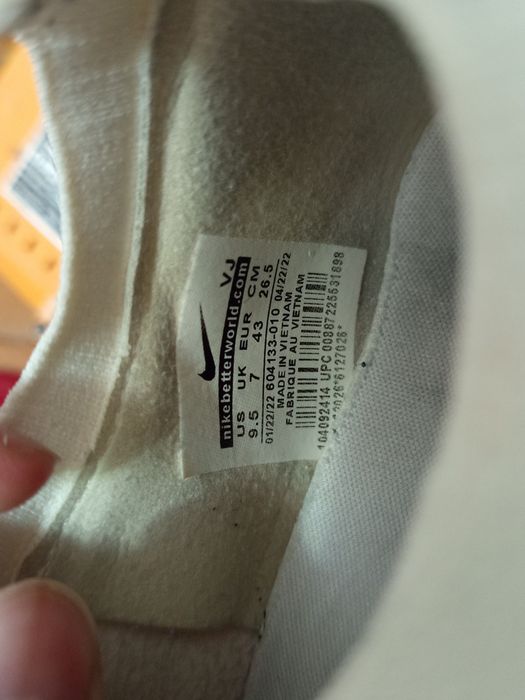 VJ
nikebetterworld.com
US UK EUR CM
9.5 7 43 26.5
01/22/22 604133-010 04/22/22
MADE IN VIETNAM
FABRIQUE AU VIETNAM
104092414 UPC 00887225531898